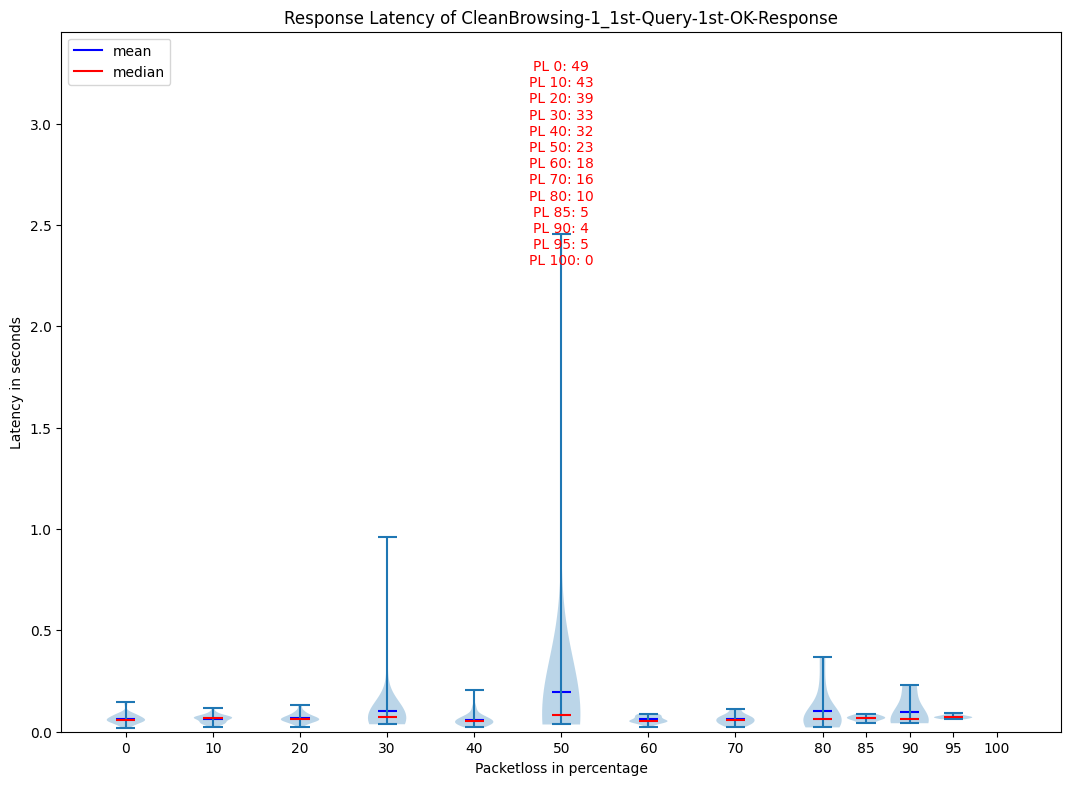 Response Latency of CleanBrowsing-1_1st-Query-1st-OK-Response
mean
median
PL 0: 49
PL 10: 43
PL 20: 39
PL 30: 33
PL 40: 32
PL 50: 23
PL 60: 18
PL 70: 16
PL 80: 10
PL 85: 5
PL 90: 4
PL 95: 5
PL 100: 0
Latency in seconds
3.0
2.5
2.0
1.5
1.0
0.5
0.0
0 10 20 30 40 50 60 70 80 85 90 95 100
Packetloss in percentage